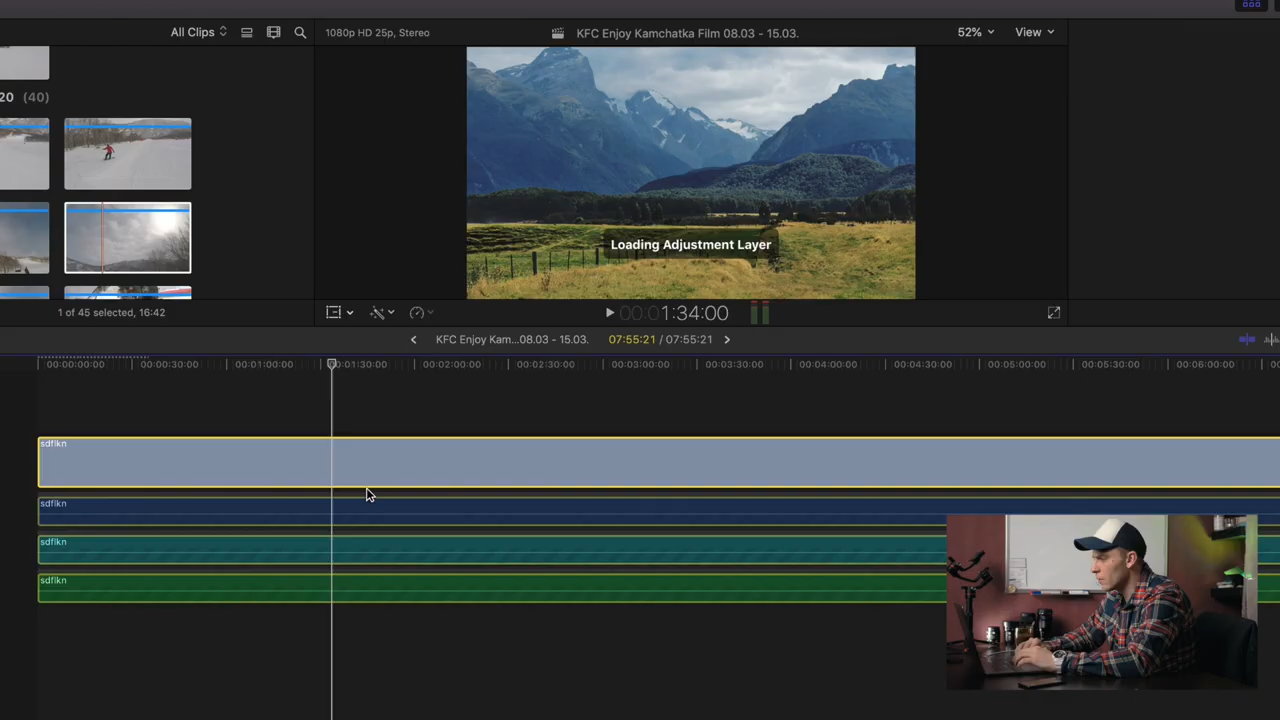 All Clips
1080p HD 25p, Stereo
KFC Enjoy Kamchatka Film 08.03 - 15.03.
52%
View
20 (40)
Loading Adjustment Layer
1 of 45 selected, 16:42
00:01:34:00
KFC Enjoy Kam...08.03 - 15.03.
07:55:21 / 07:55:21
00:00:00:00
00:00:30:00
00:01:00:00
00:01:30:00
00:02:00:00
00:02:30:00
00:03:00:00
00:03:30:00
00:04:00:00
00:04:30:00
00:05:00:00
00:05:30:00
00:06:00:00
sdflkn
sdflkn
sdflkn
sdflkn